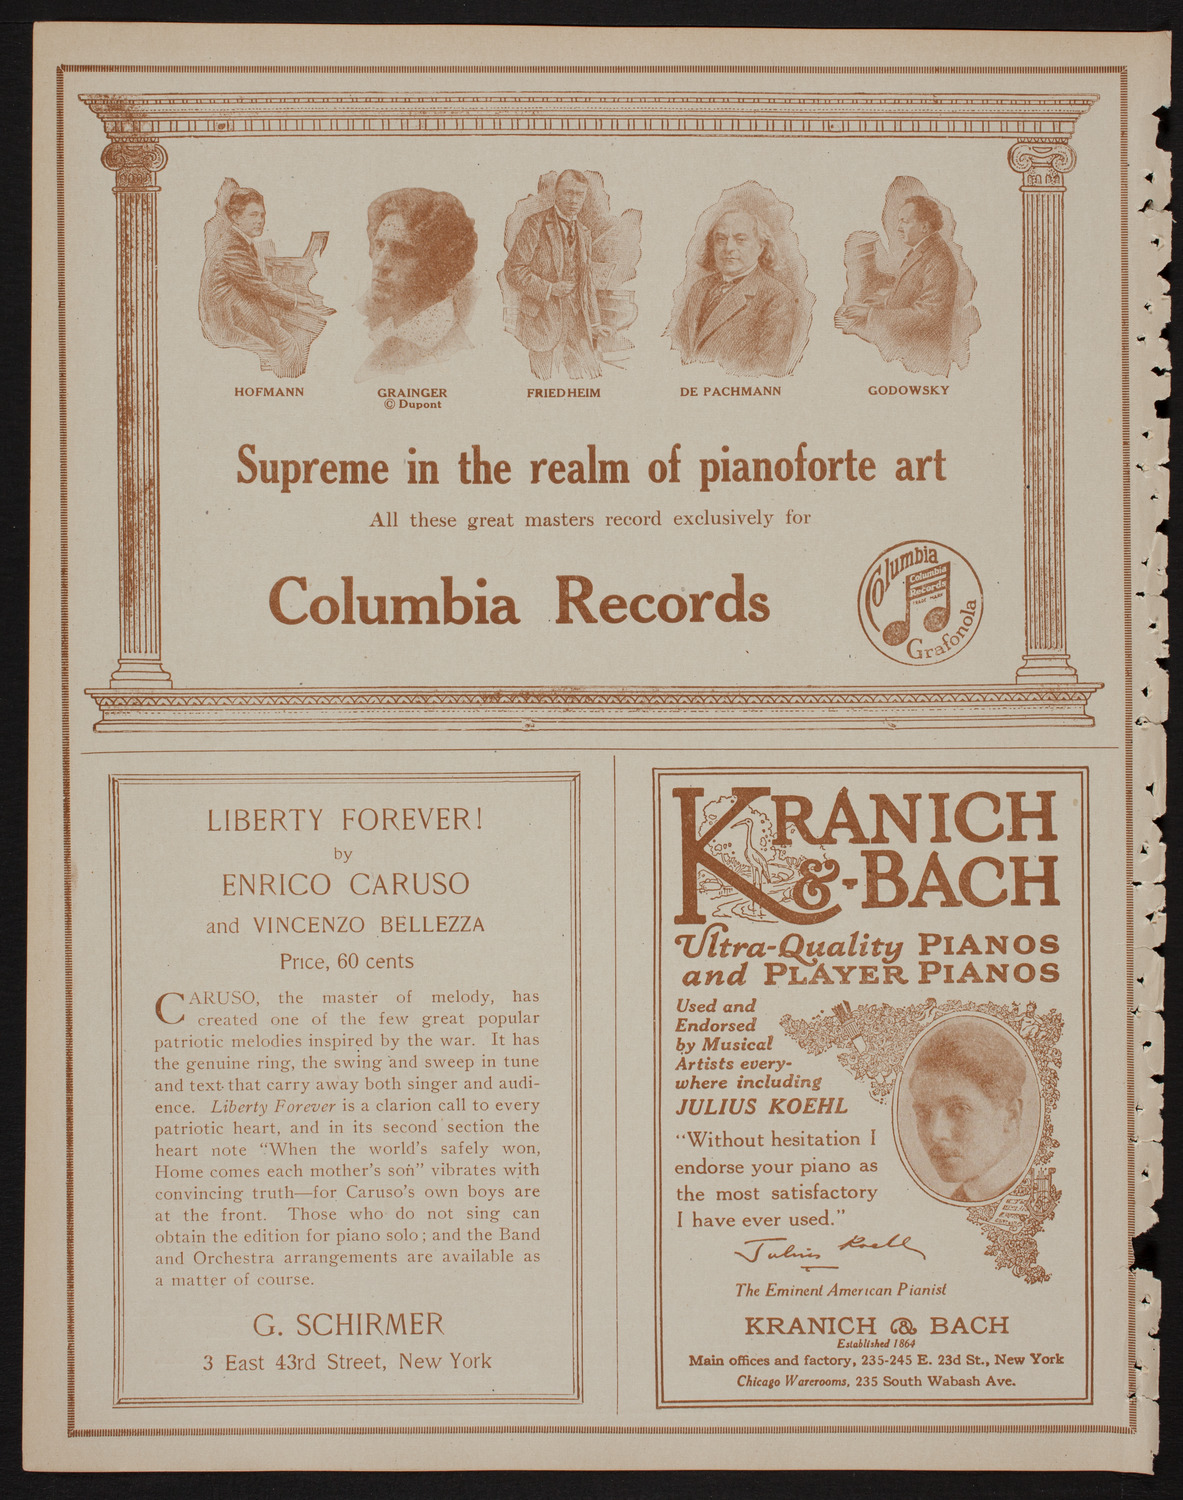 HOFMANN
GRAINGER
© Dupont
FRIEDHEIM
DE PACHMANN
GODOWSKY
Supreme in the realm of pianoforte art
All these great masters record exclusively for
Columbia Records
Columbia
Columbia
Records
TRADE MARK
Grafonola
LIBERTY FOREVER!
by
ENRICO CARUSO
and VINCENZO BELLEZZA
Price, 60 cents
CARUSO, the master of melody, has
created one of the few great popular
patriotic melodies inspired by the war. It has
the genuine ring, the swing and sweep in tune
and text that carry away both singer and audi-
ence. Liberty Forever is a clarion call to every
patriotic heart, and in its second section the
heart note “When the world’s safely won,
Home comes each mother’s son” vibrates with
convincing truth—for Caruso’s own boys are
at the front. Those who do not sing can
obtain the edition for piano solo; and the Band
and Orchestra arrangements are available as
a matter of course.
G. SCHIRMER
3 East 43rd Street, New York
KRANICH
&-BACH
Ultra-Quality PIANOS
and PLAYER PIANOS
Used and
Endorsed
by Musical
Artists every-
where including
JULIUS KOEHL
“Without hesitation I
endorse your piano as
the most satisfactory
I have ever used.”
Julius Koehl
The Eminent American Pianist
KRANICH & BACH
Established 1864
Main offices and factory, 235-245 E. 23d St., New York
Chicago Warerooms, 235 South Wabash Ave.